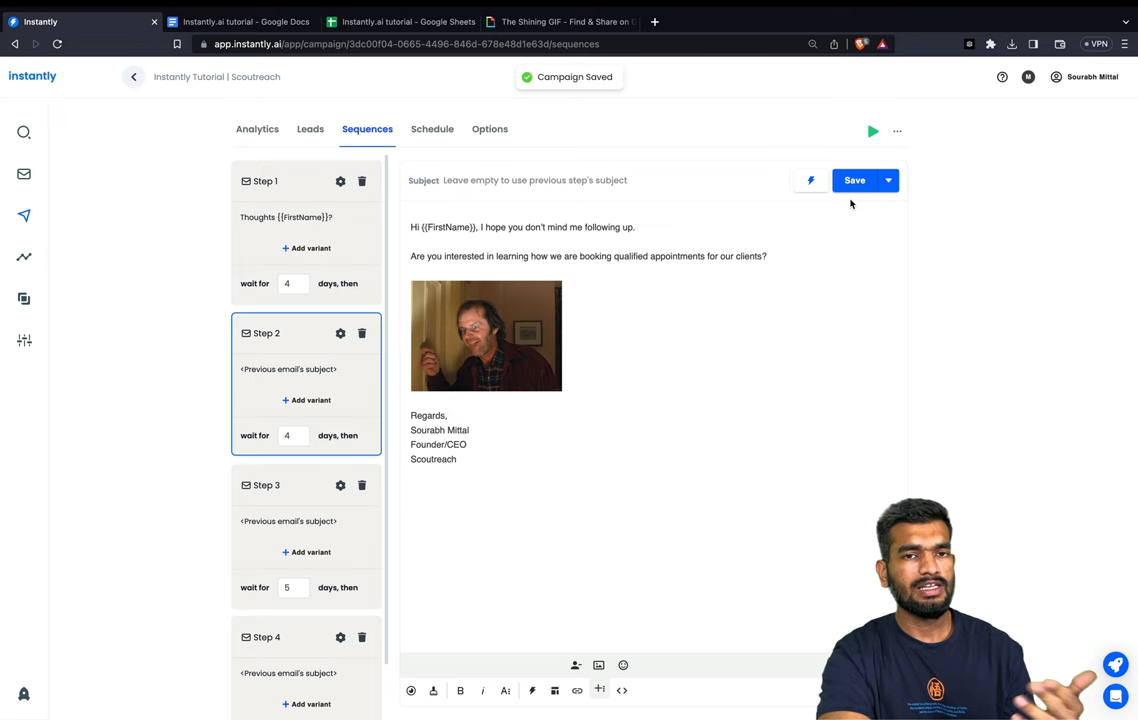 Instantly
Instantly.ai tutorial - Google Docs
Instantly.ai tutorial - Google Sheets
The Shining GIF - Find & Share on G
app.instantly.ai/app/campaign/3dc00f04-0665-4496-846d-678e48d1e63d/sequences
VPN
instantly
Instantly Tutorial | Scoutreach
Campaign Saved
M
Sourabh Mittal
Analytics
Leads
Sequences
Schedule
Options
Step 1
Thoughts {{FirstName}}?
+ Add variant
wait for 4 days, then
Step 2
<Previous email's subject>
+ Add variant
wait for 4 days, then
Step 3
<Previous email's subject>
+ Add variant
wait for 5 days, then
Step 4
<Previous email's subject>
+ Add variant
Subject Leave empty to use previous step's subject
Save
Hi {{FirstName}}, I hope you don't mind me following up.
Are you interested in learning how we are booking qualified appointments for our clients?
Regards,
Sourabh Mittal
Founder/CEO
Scoutreach
B
i
A